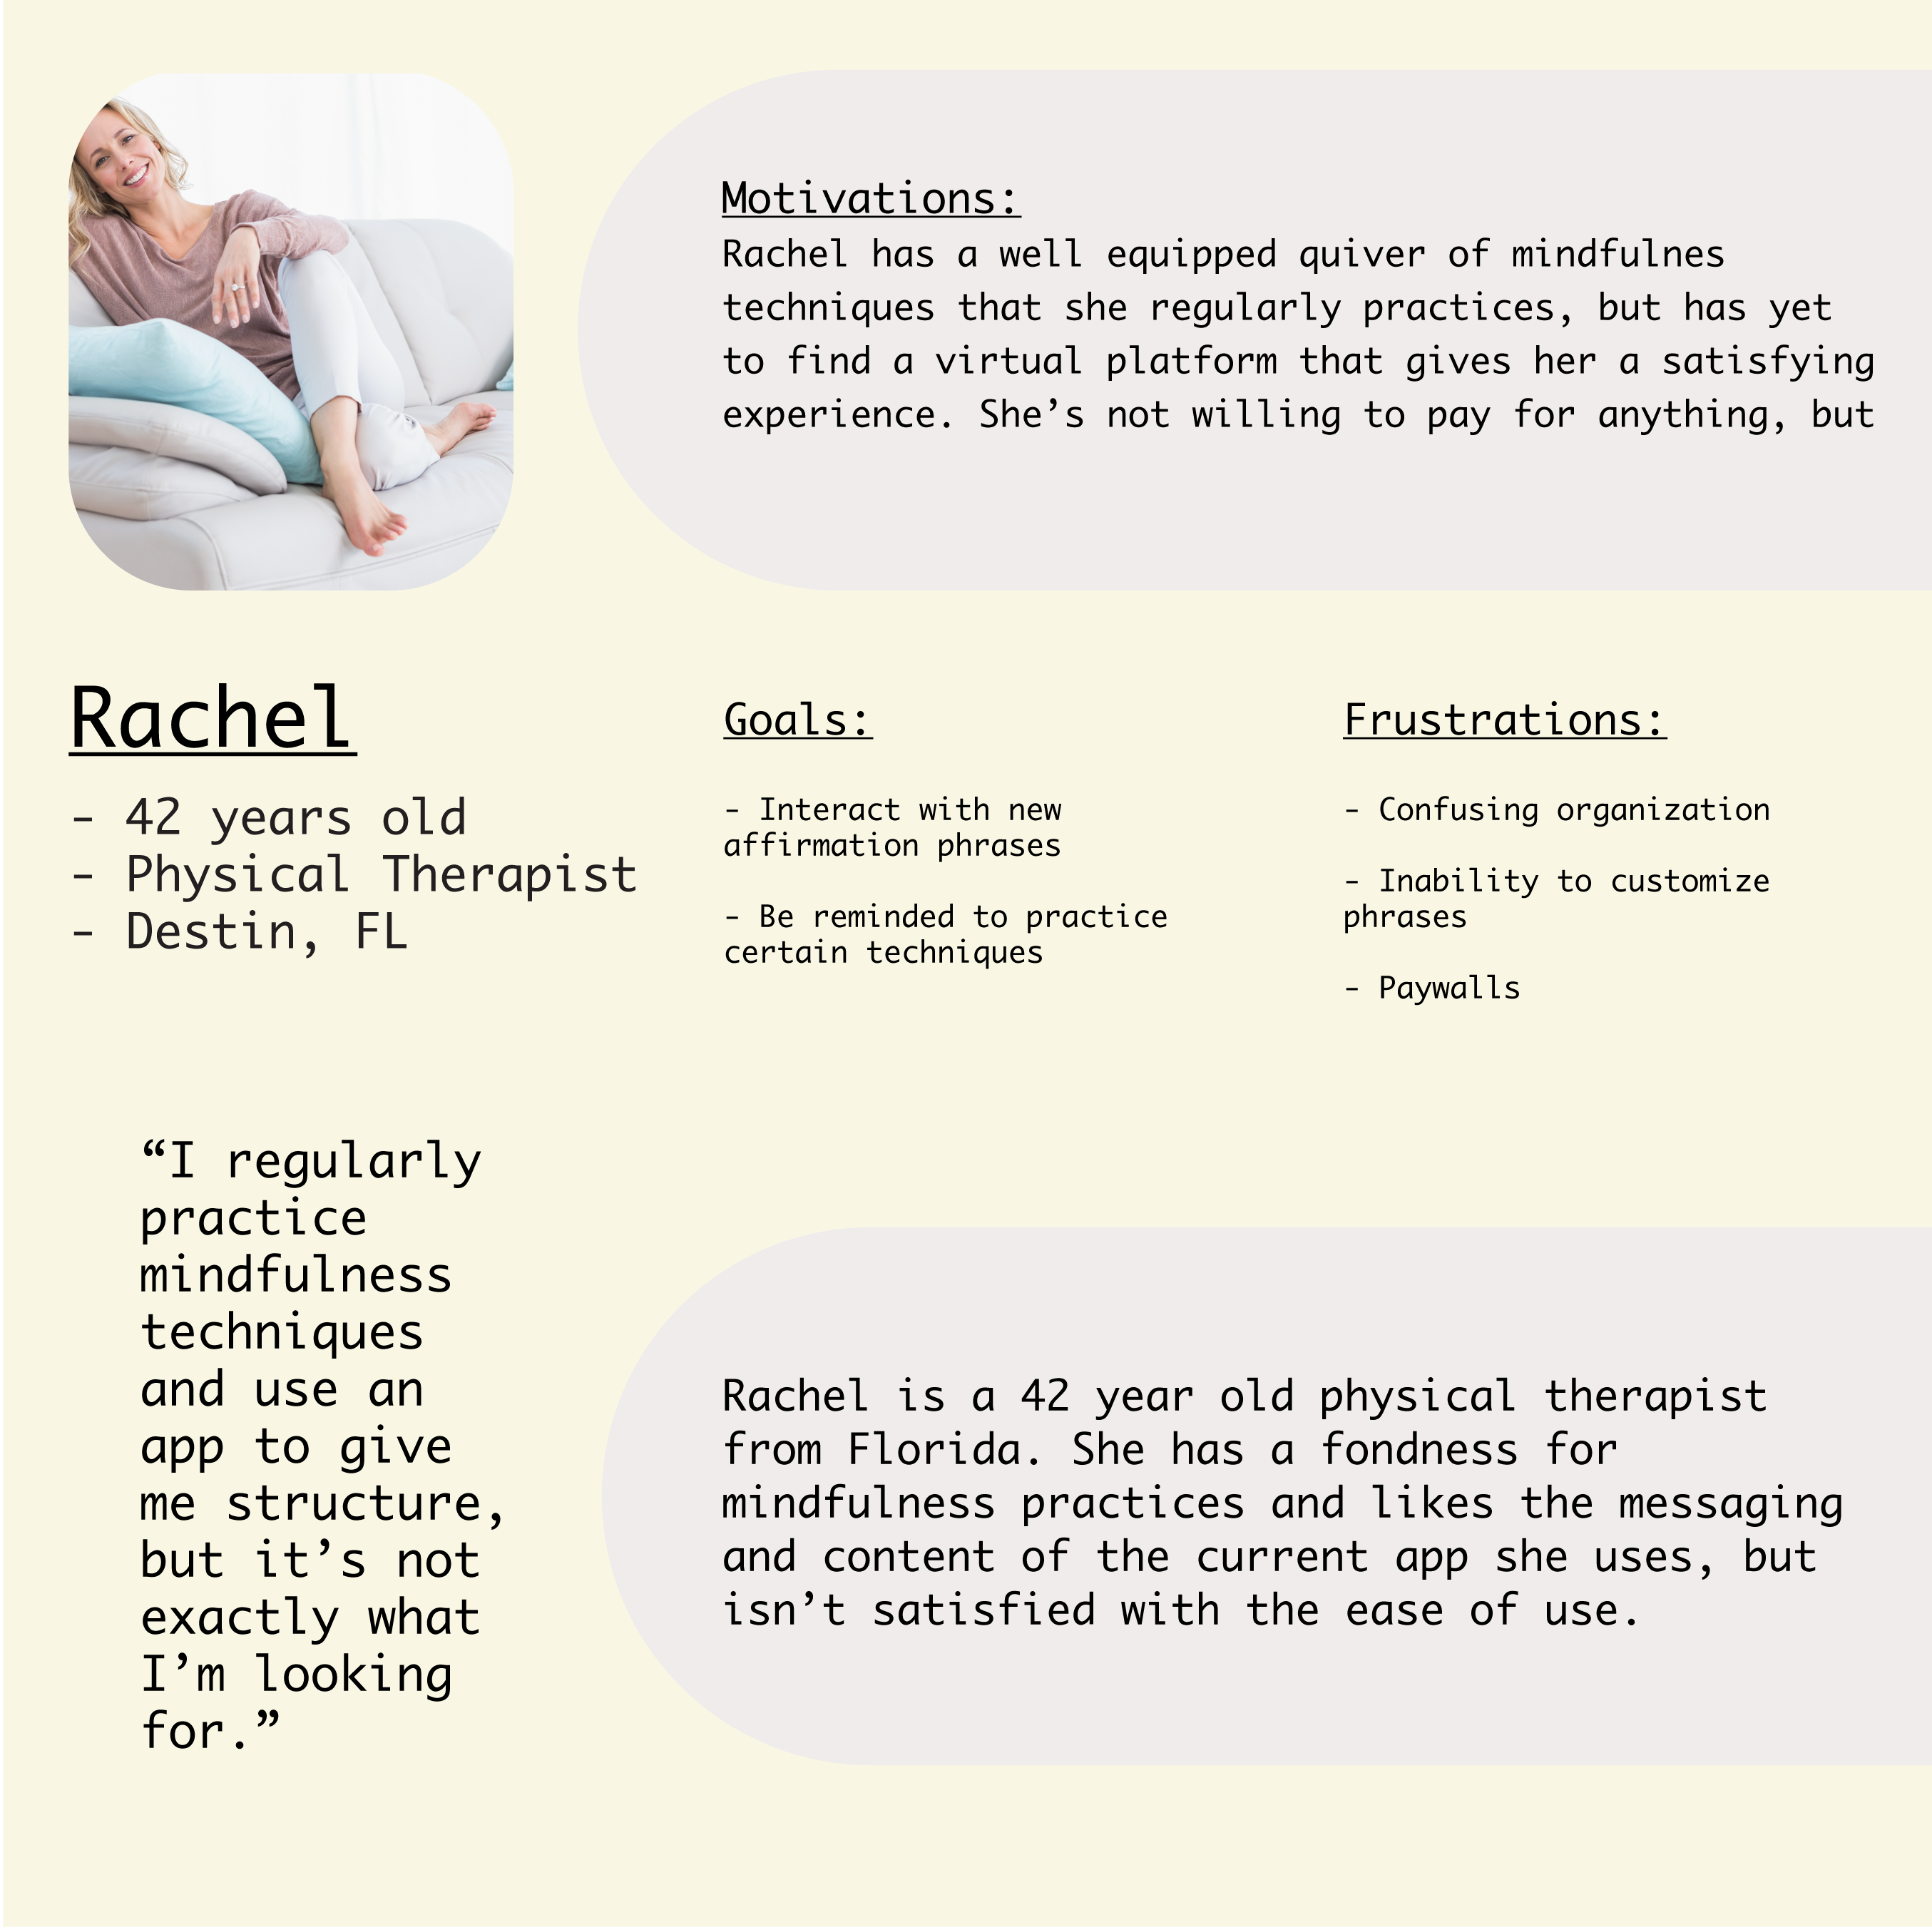 Motivations:
Rachel has a well equipped quiver of mindfulnes
techniques that she regularly practices, but has yet
to find a virtual platform that gives her a satisfying
experience. She’s not willing to pay for anything, but
Rachel
- 42 years old
- Physical Therapist
- Destin, FL
Goals:
- Interact with new
affirmation phrases
- Be reminded to practice
certain techniques
Frustrations:
- Confusing organization
- Inability to customize
phrases
- Paywalls
“I regularly
practice
mindfulness
techniques
and use an
app to give
me structure,
but it’s not
exactly what
I’m looking
for.”
Rachel is a 42 year old physical therapist
from Florida. She has a fondness for
mindfulness practices and likes the messaging
and content of the current app she uses, but
isn’t satisfied with the ease of use.